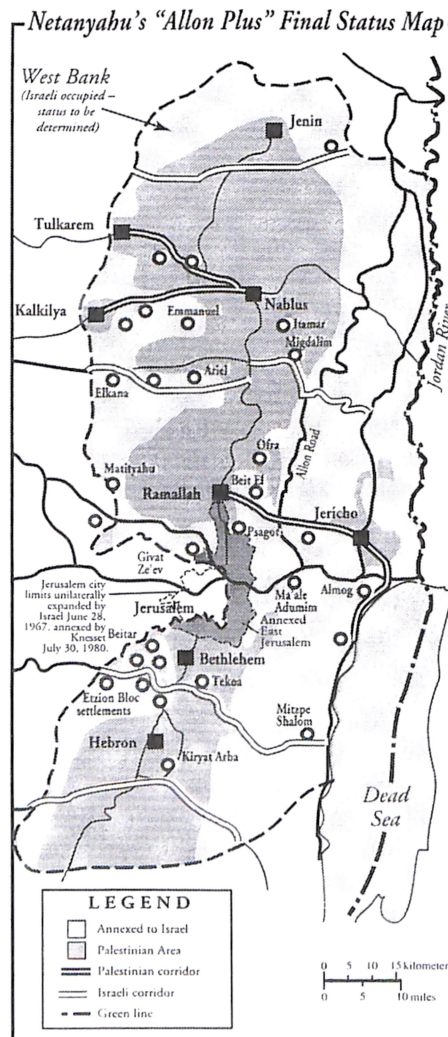 Netanyahu's "Allon Plus" Final Status Map
West Bank
(Israeli occupied –
status to be
determined)
Jenin
Tulkarem
Nablus
Kalkilya
Emmanuel
Itamar
Migdalim
Jordan River
Ariel
Elkana
Ofra
Allon Road
Matityahu
Beit El
Ramallah
Jericho
Psagot
Givat
Ze'ev
Jerusalem city
limits unilaterally
expanded by
Israel June 28,
1967, annexed by
Knesset
July 30, 1980.
Jerusalem
Ma'ale
Adumim
Almog
Annexed
East
Jerusalem
Beitar
Bethlehem
Tekoa
Etzion Bloc
settlements
Mitzpe
Shalom
Hebron
Kiryat Arba
Dead
Sea
LEGEND
Annexed to Israel
Palestinian Area
Palestinian corridor
Israeli corridor
Green line
0 5 10 15 kilometer
0 5 10 miles